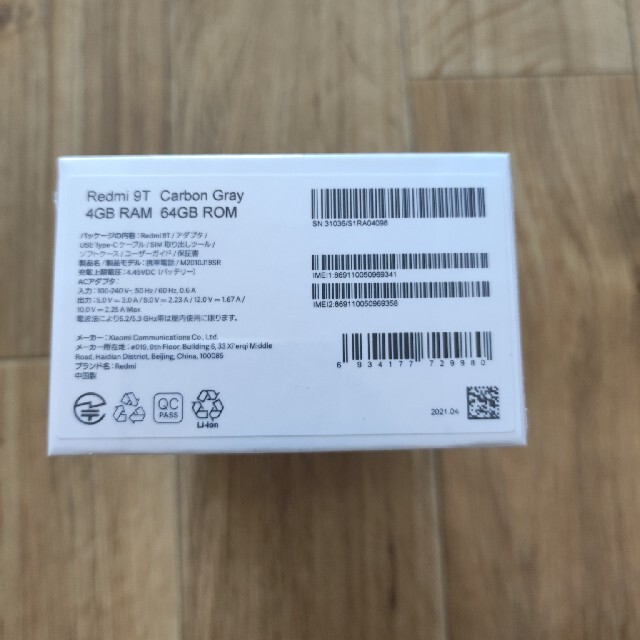 Redmi 9T Carbon Gray
4GB RAM 64GB ROM
パッケージの内容：Redmi 9T / アダプタ /
USB Type-C ケーブル / SIM 取り出しツール /
ソフトケース / ユーザーガイド / 保証書
製品 / 製品モデル：携帯電話 / M2010J19SR
充電上限電圧：4.45VDC (バッテリー)
ACアダプタ：
入力：100-240 V~, 50 Hz / 60 Hz, 0.6 A
出力：5.0 V = 3.0 A / 9.0 V = 2.23 A / 12.0 V = 1.67 A /
10.0 V = 2.25 A Max
電波法により5.2/5.3 GHz帯は屋内使用に限ります。
メーカー：Xiaomi Communications Co., Ltd.
メーカー所在地：#019, 9th Floor, Building 6, 33 Xi'erqi Middle
Road, Haidian District, Beijing, China, 100085
ブランド名：Redmi
中国製
QC
PASS
Li-ion
SN:31035/S1RA04096
IMEI1:869110050969341
IMEI2:869110050969358
6 934177 729980
2021.04